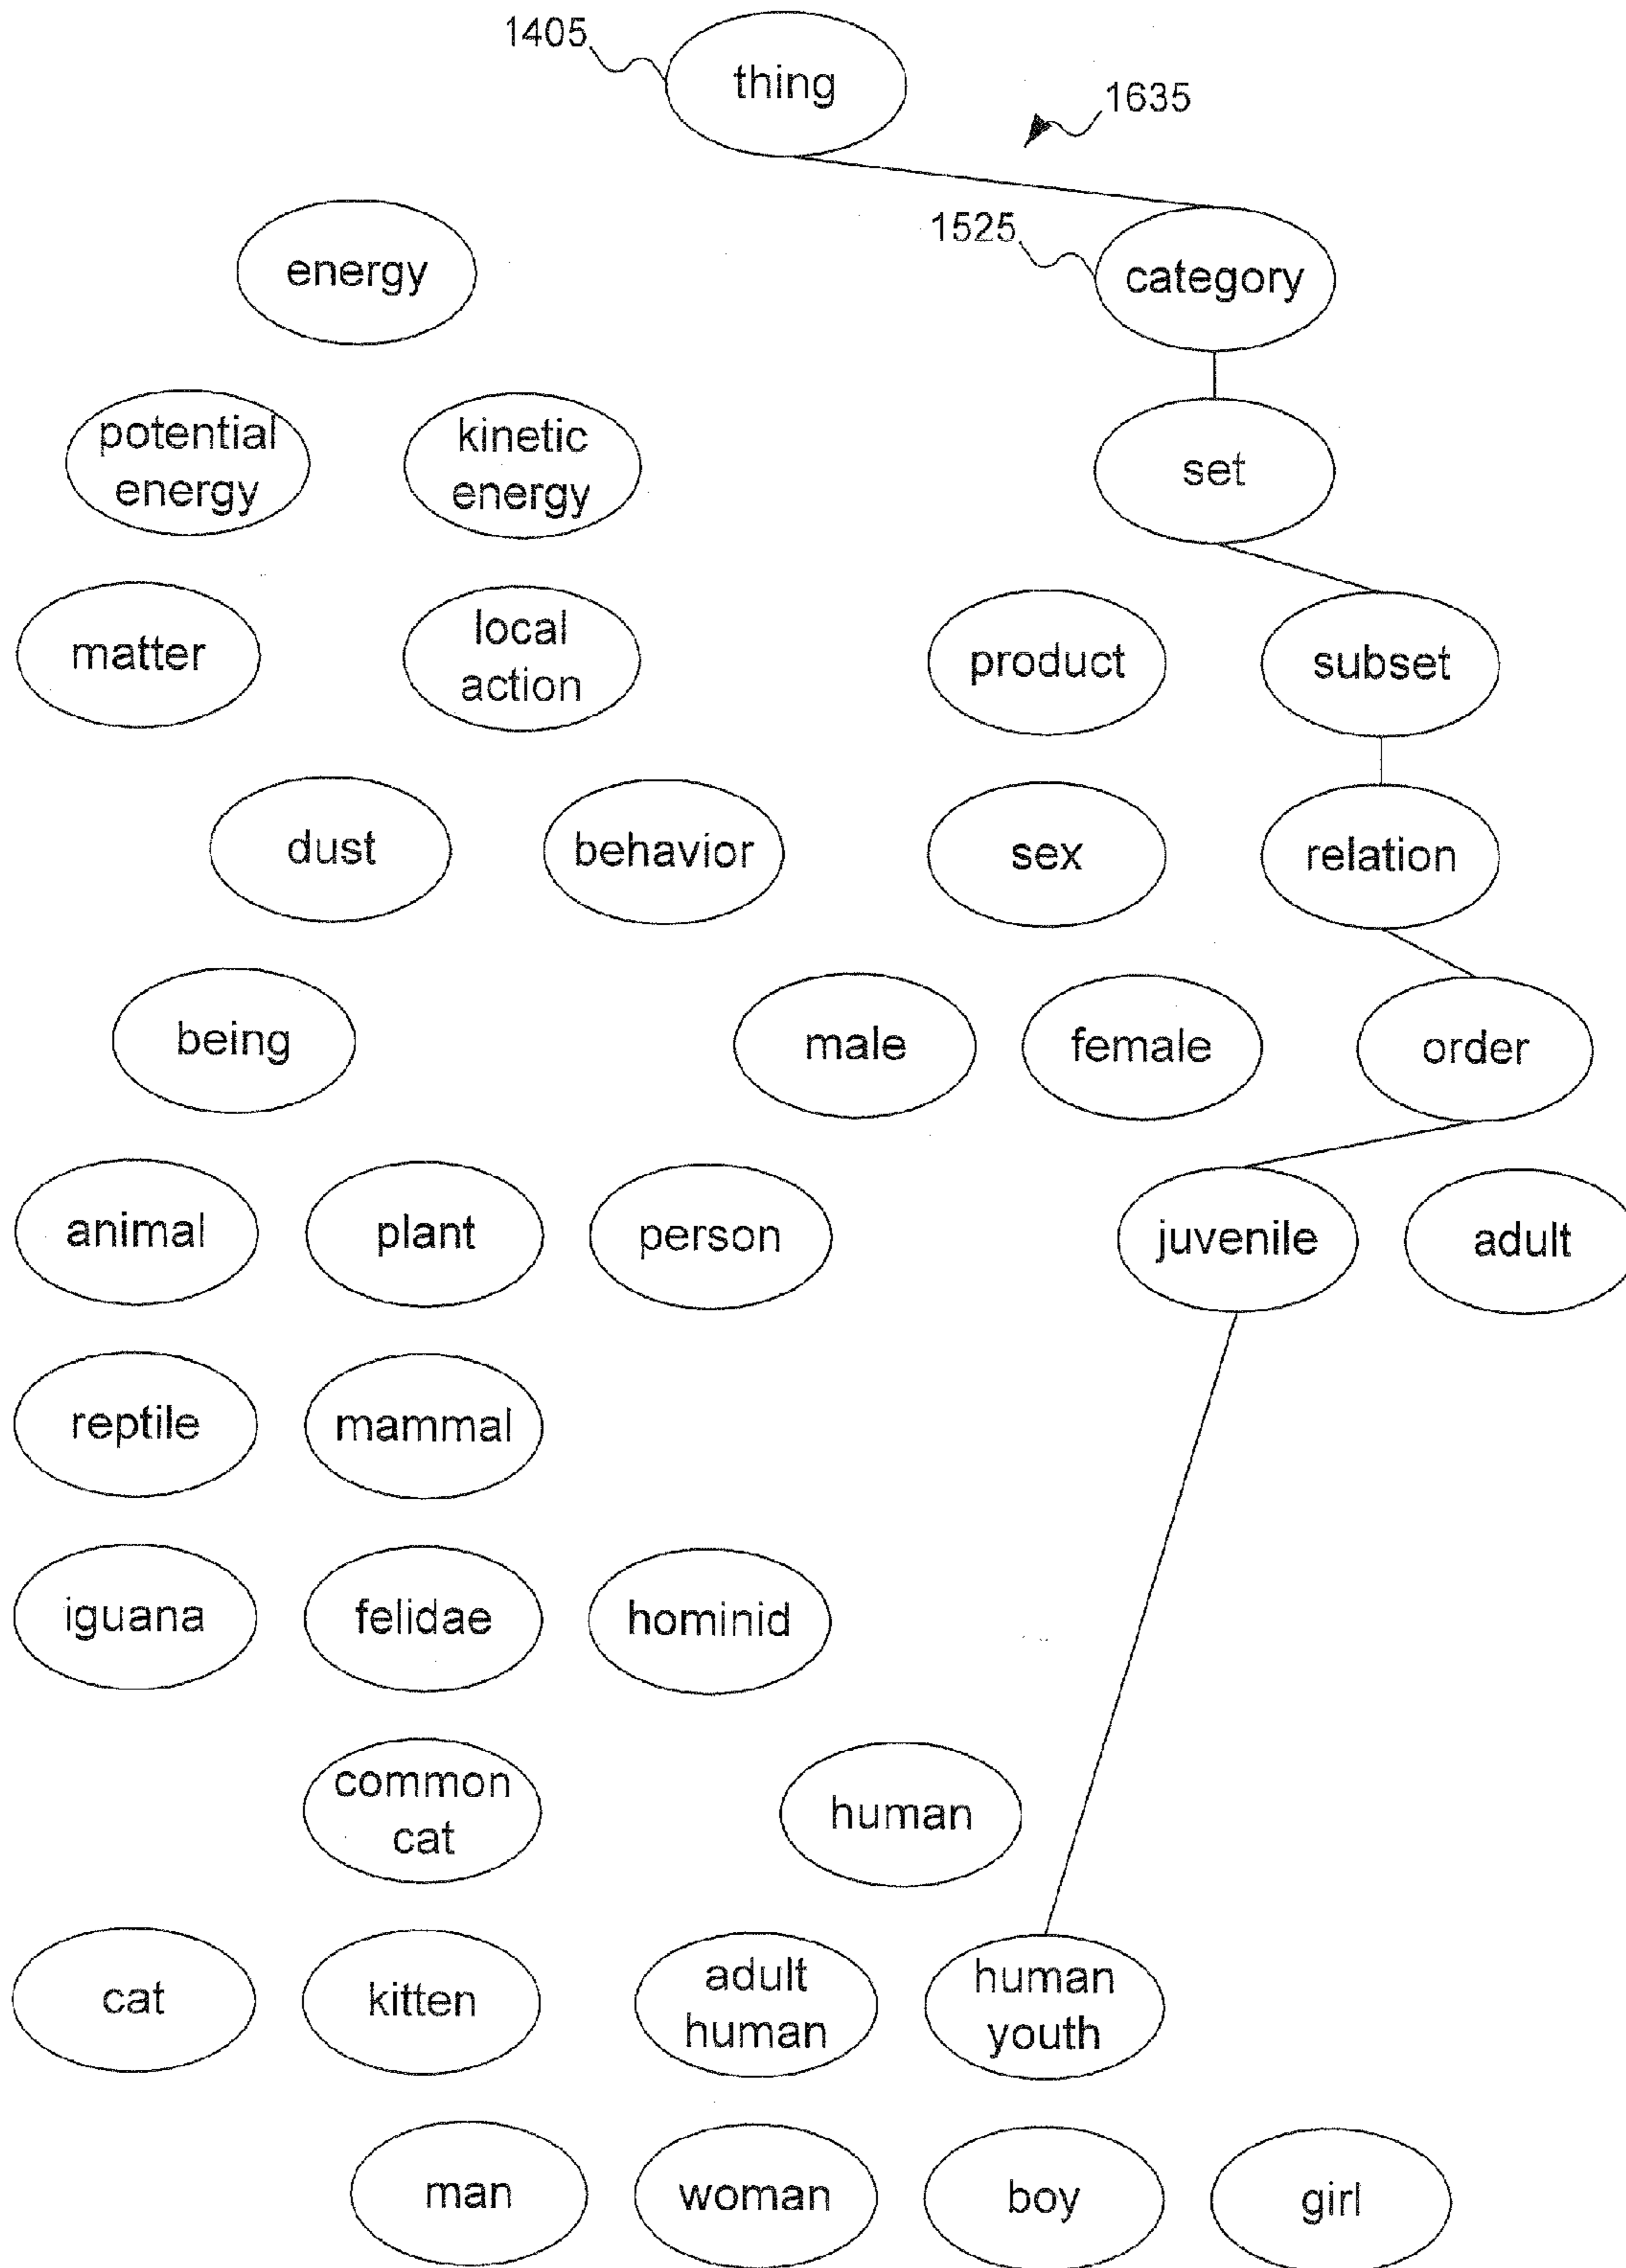 1405
thing
1635
energy
1525
category
potential
energy
kinetic
energy
set
matter
local
action
product
subset
dust
behavior
sex
relation
being
male
female
order
animal
plant
person
juvenile
adult
reptile
mammal
iguana
felidae
hominid
common
cat
human
cat
kitten
adult
human
human
youth
man
woman
boy
girl